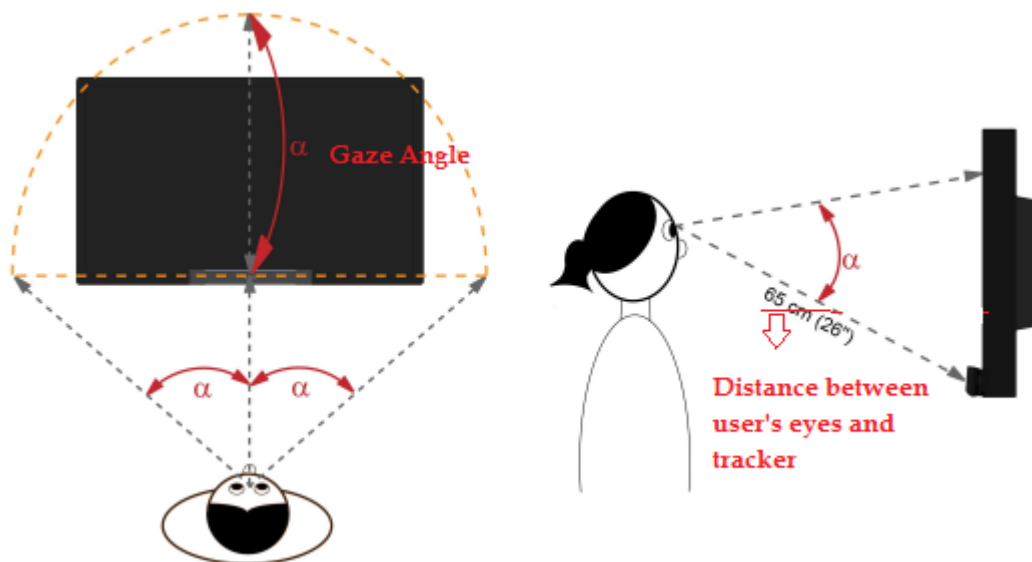 α
Gaze Angle
α
α
α
65 cm (26")
Distance between
user's eyes and
tracker